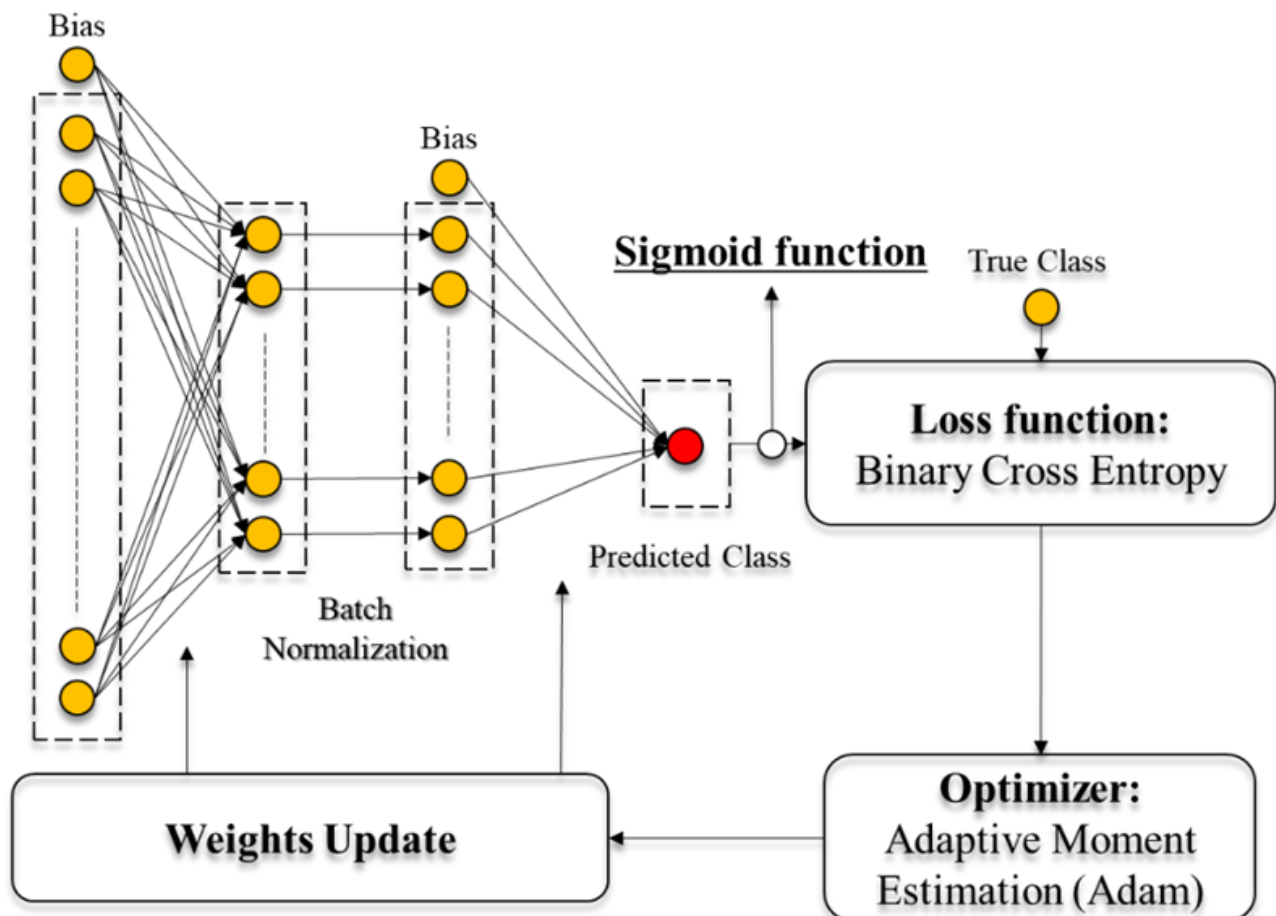 Bias
Bias
Sigmoid function
True Class
Loss function:
Binary Cross Entropy
Predicted Class
Batch
Normalization
Weights Update
Optimizer:
Adaptive Moment
Estimation (Adam)